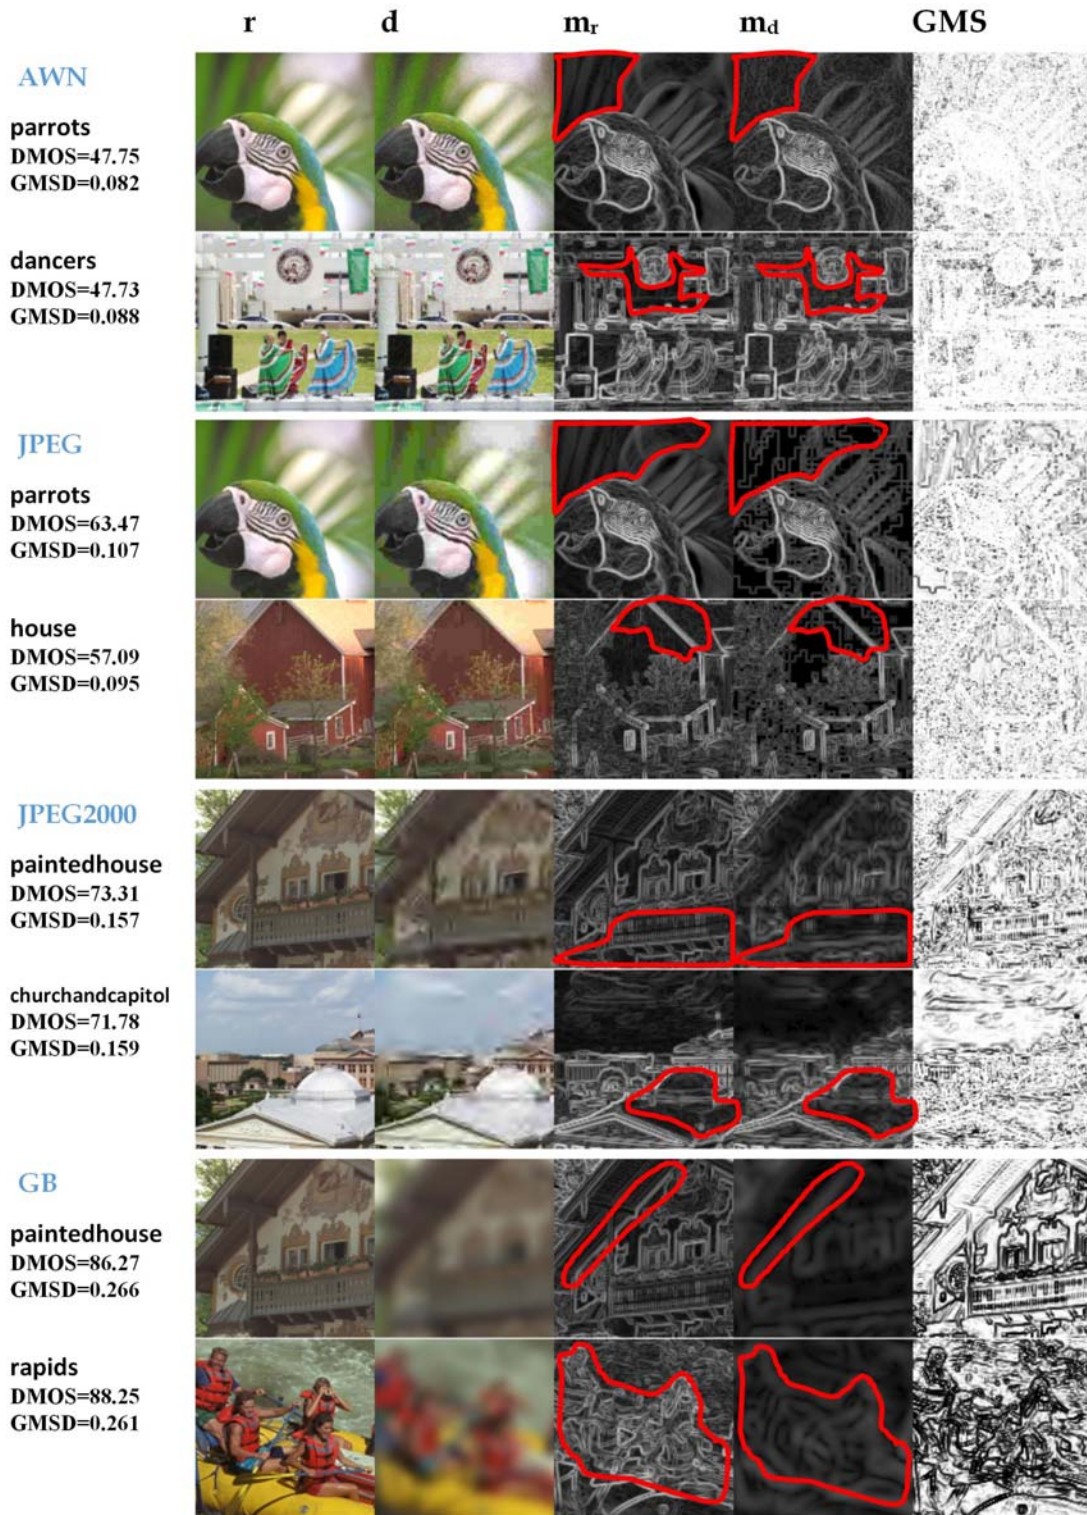 r d mr md GMS
AWN
parrots
DMOS=47.75
GMSD=0.082
dancers
DMOS=47.73
GMSD=0.088
JPEG
parrots
DMOS=63.47
GMSD=0.107
house
DMOS=57.09
GMSD=0.095
JPEG2000
paintedhouse
DMOS=73.31
GMSD=0.157
churchandcapitol
DMOS=71.78
GMSD=0.159
GB
paintedhouse
DMOS=86.27
GMSD=0.266
rapids
DMOS=88.25
GMSD=0.261